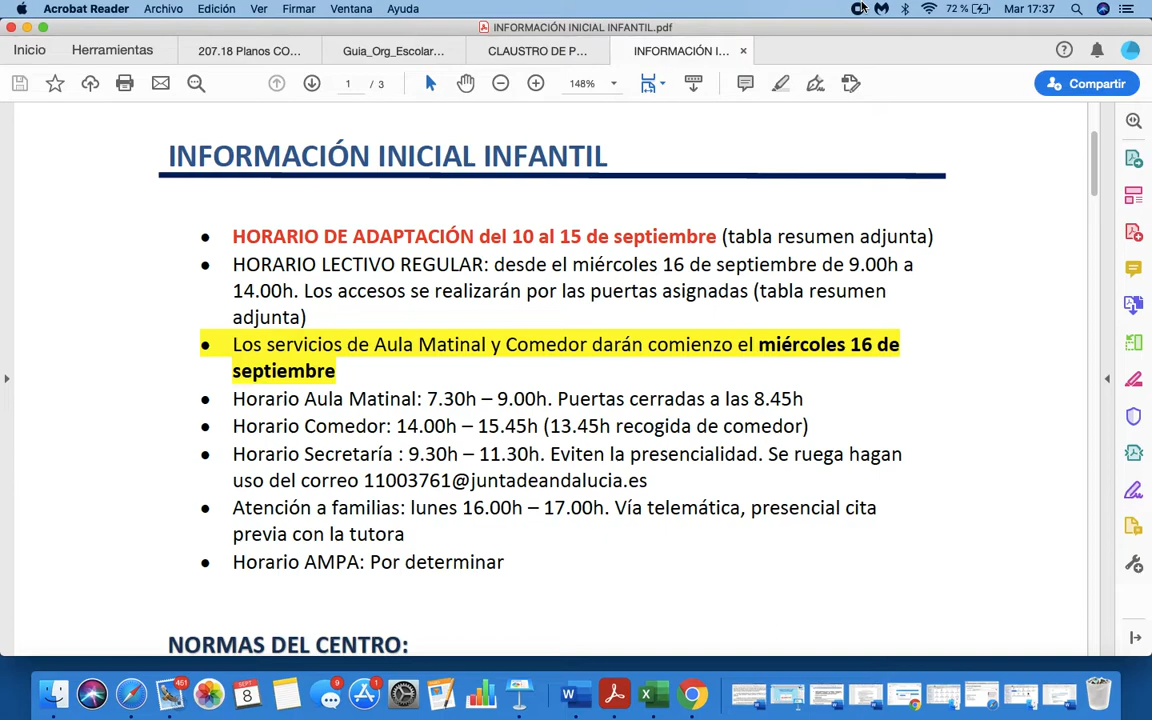 Acrobat Reader Archivo Edición Ver Firmar Ventana Ayuda 72 % Mar 17:37
INFORMACIÓN INICIAL INFANTIL.pdf
Inicio Herramientas 207.18 Planos CO... Guia_Org_Escolar... CLAUSTRO DE P... INFORMACIÓN I... ×
1 / 3 148% Compartir
INFORMACIÓN INICIAL INFANTIL
• HORARIO DE ADAPTACIÓN del 10 al 15 de septiembre (tabla resumen adjunta)
• HORARIO LECTIVO REGULAR: desde el miércoles 16 de septiembre de 9.00h a
14.00h. Los accesos se realizarán por las puertas asignadas (tabla resumen
adjunta)
• Los servicios de Aula Matinal y Comedor darán comienzo el miércoles 16 de
septiembre
• Horario Aula Matinal: 7.30h – 9.00h. Puertas cerradas a las 8.45h
• Horario Comedor: 14.00h – 15.45h (13.45h recogida de comedor)
• Horario Secretaría : 9.30h – 11.30h. Eviten la presencialidad. Se ruega hagan
uso del correo 11003761@juntadeandalucia.es
• Atención a familias: lunes 16.00h – 17.00h. Vía telemática, presencial cita
previa con la tutora
• Horario AMPA: Por determinar
NORMAS DEL CENTRO:
461 SEPT 8 9 1 W X